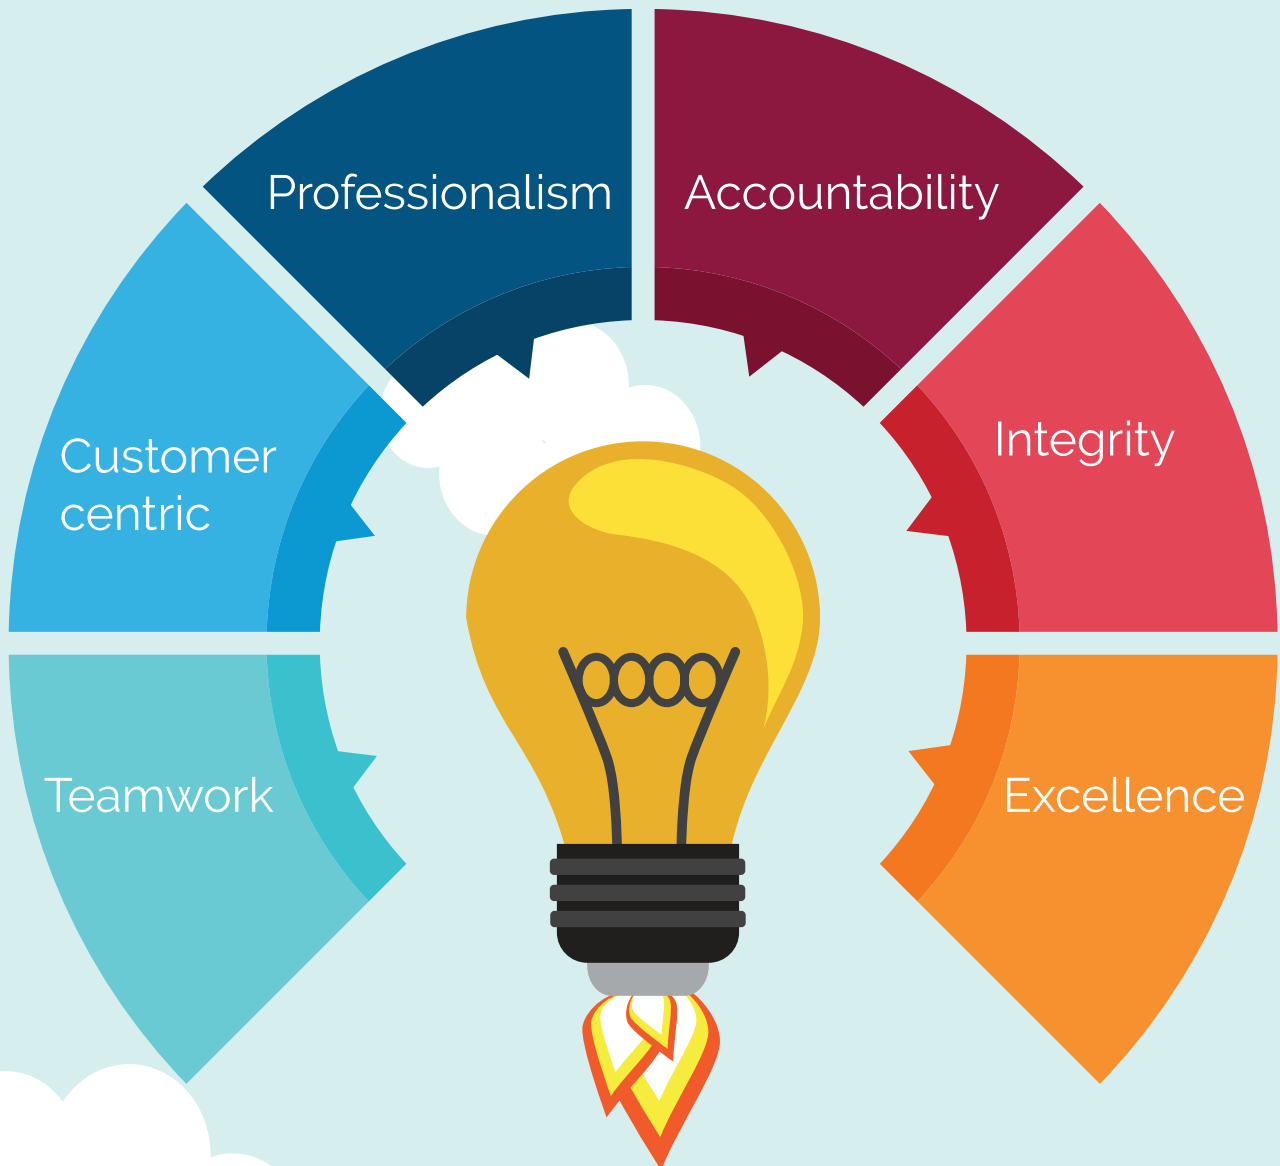 Professionalism
Accountability
Customer
centric
Integrity
Teamwork
Excellence